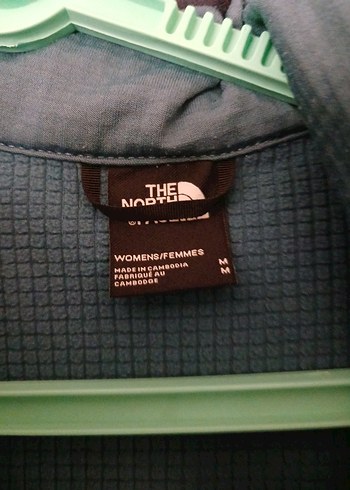 THE
NORTH
WOMENS/FEMMES
MADE IN CAMBODIA
FABRIQUÉ AU
CAMBODGE
M
M